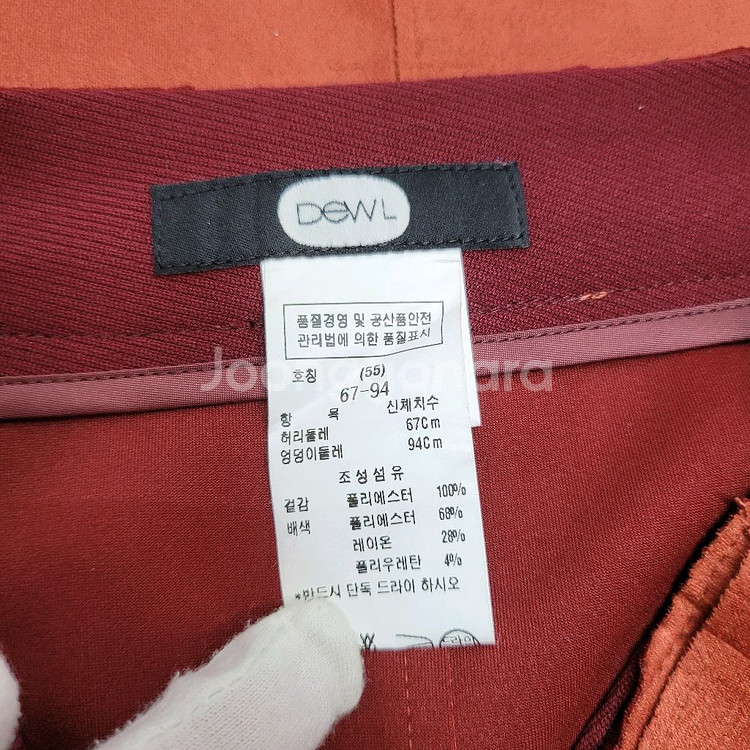 DEWL
품질경영 및 공산품안전
관리법에 의한 품질표시
호칭 (55)
67-94
항 목 신체치수
허리둘레 67Cm
엉덩이둘레 94Cm
조성섬유
겉감 폴리에스터 100%
배색 폴리에스터 68%
레이온 28%
폴리우레탄 4%
*반드시 단독 드라이 하시오
드라이